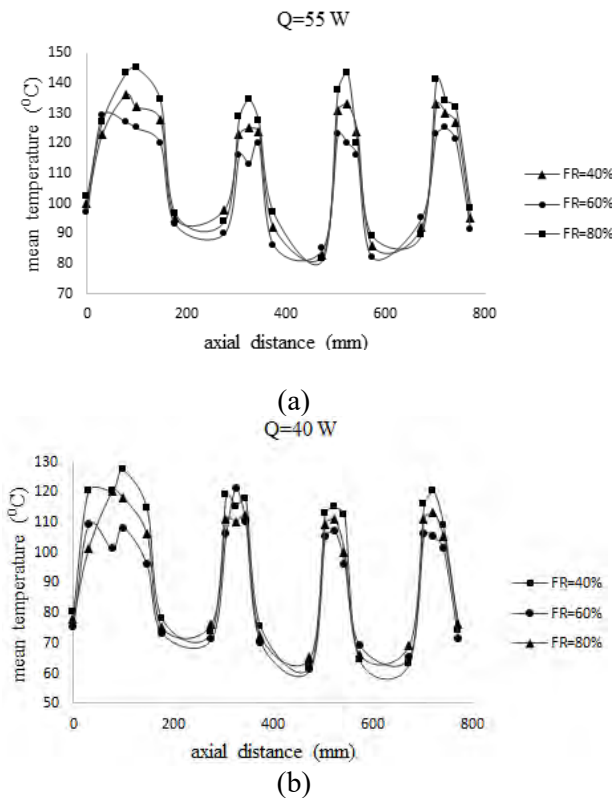 Q=55 W
mean temperature (⁰C)
150
140
130
120
110
100
90
80
70
0 200 400 600 800
axial distance (mm)
FR=40%
FR=60%
FR=80%
(a)
Q=40 W
mean temperature (⁰C)
130
120
110
100
90
80
70
60
50
0 200 400 600 800
axial distance (mm)
FR=40%
FR=60%
FR=80%
(b)